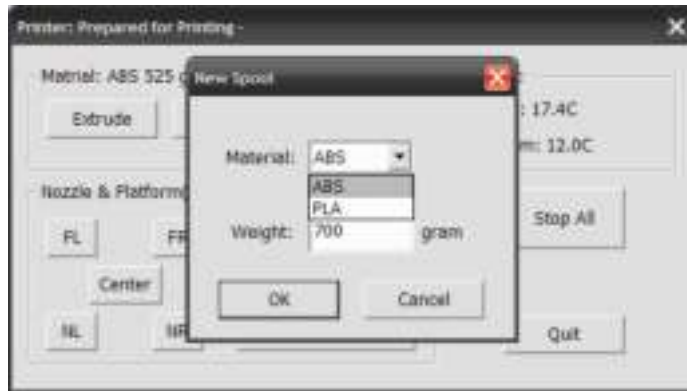 Printer: Prepared for Printing -
Matrial: ABS 525 g
Extrude
: 17.4C
m: 12.0C
Nozzle & Platform(
FL
FR
Center
NL
NR
Stop All
Quit
New Spool
Material: ABS
ABS
PLA
Weight: 700 gram
OK
Cancel